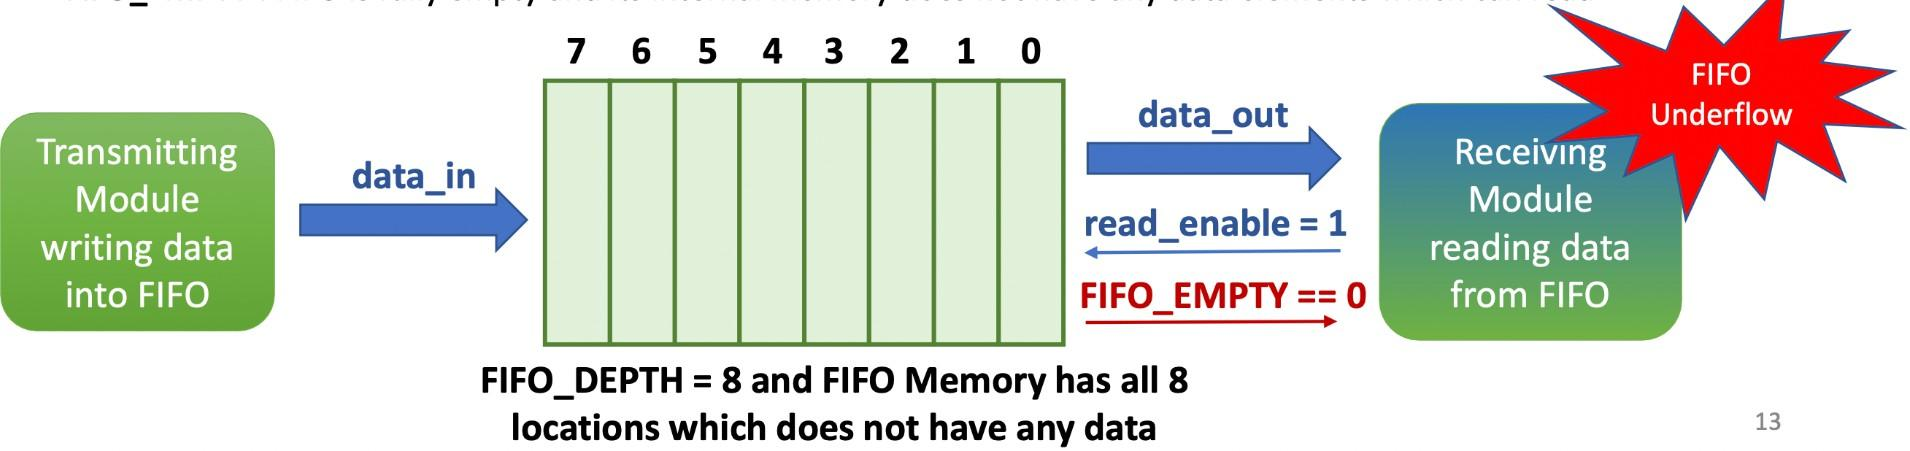 7 6 5 4 3 2 1 0
FIFO
Underflow
Transmitting
Module
writing data
into FIFO
data_in
data_out
read_enable = 1
FIFO_EMPTY == 0
Receiving
Module
reading data
from FIFO
FIFO_DEPTH = 8 and FIFO Memory has all 8
locations which does not have any data
13